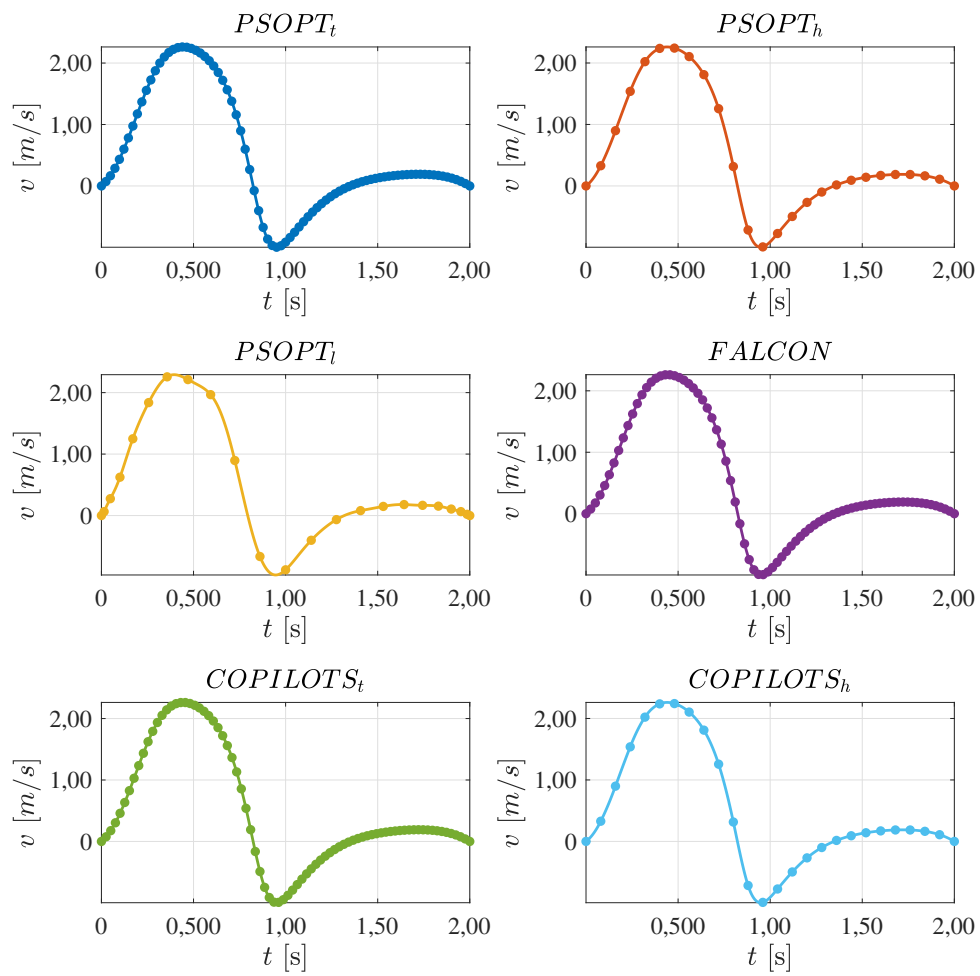 PSOPT_t
2,00
1,00
0
v [m/s]
0
0,500
1,00
1,50
2,00
t [s]
PSOPT_h
2,00
1,00
0
v [m/s]
0
0,500
1,00
1,50
2,00
t [s]
PSOPT_l
2,00
1,00
0
v [m/s]
0
0,500
1,00
1,50
2,00
t [s]
FALCON
2,00
1,00
0
v [m/s]
0
0,500
1,00
1,50
2,00
t [s]
COPILOTS_t
2,00
1,00
0
v [m/s]
0
0,500
1,00
1,50
2,00
t [s]
COPILOTS_h
2,00
1,00
0
v [m/s]
0,500
1,00
1,50
2,00
t [s]